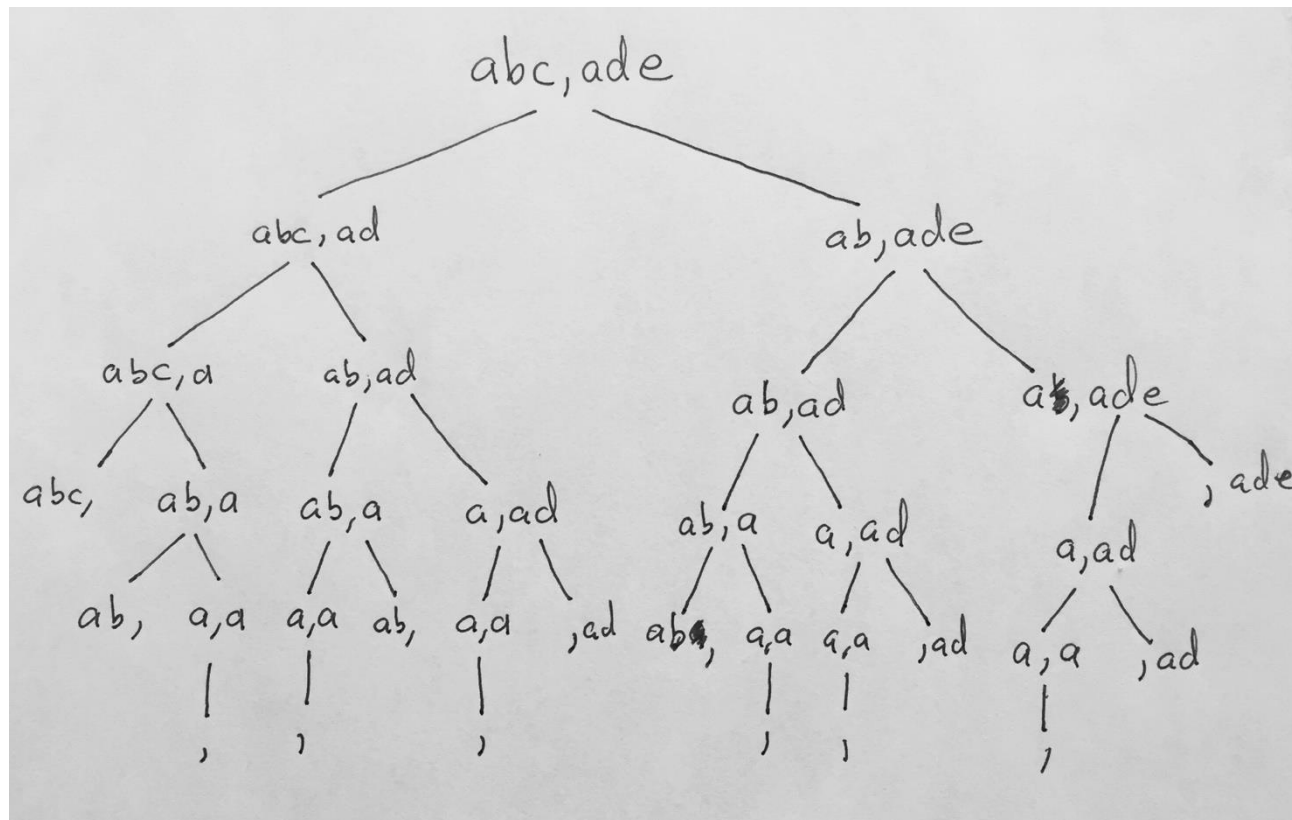 abc,ade
abc,ad ab,ade
abc,a ab,ad ab,ad a,ade
abc, ab,a ab,a a,ad ab,a a,ad a,ad ,ade
ab, a,a a,a ab, a,a ,ad ab, a,a a,a ,ad a,a ,ad
, , , , , ,